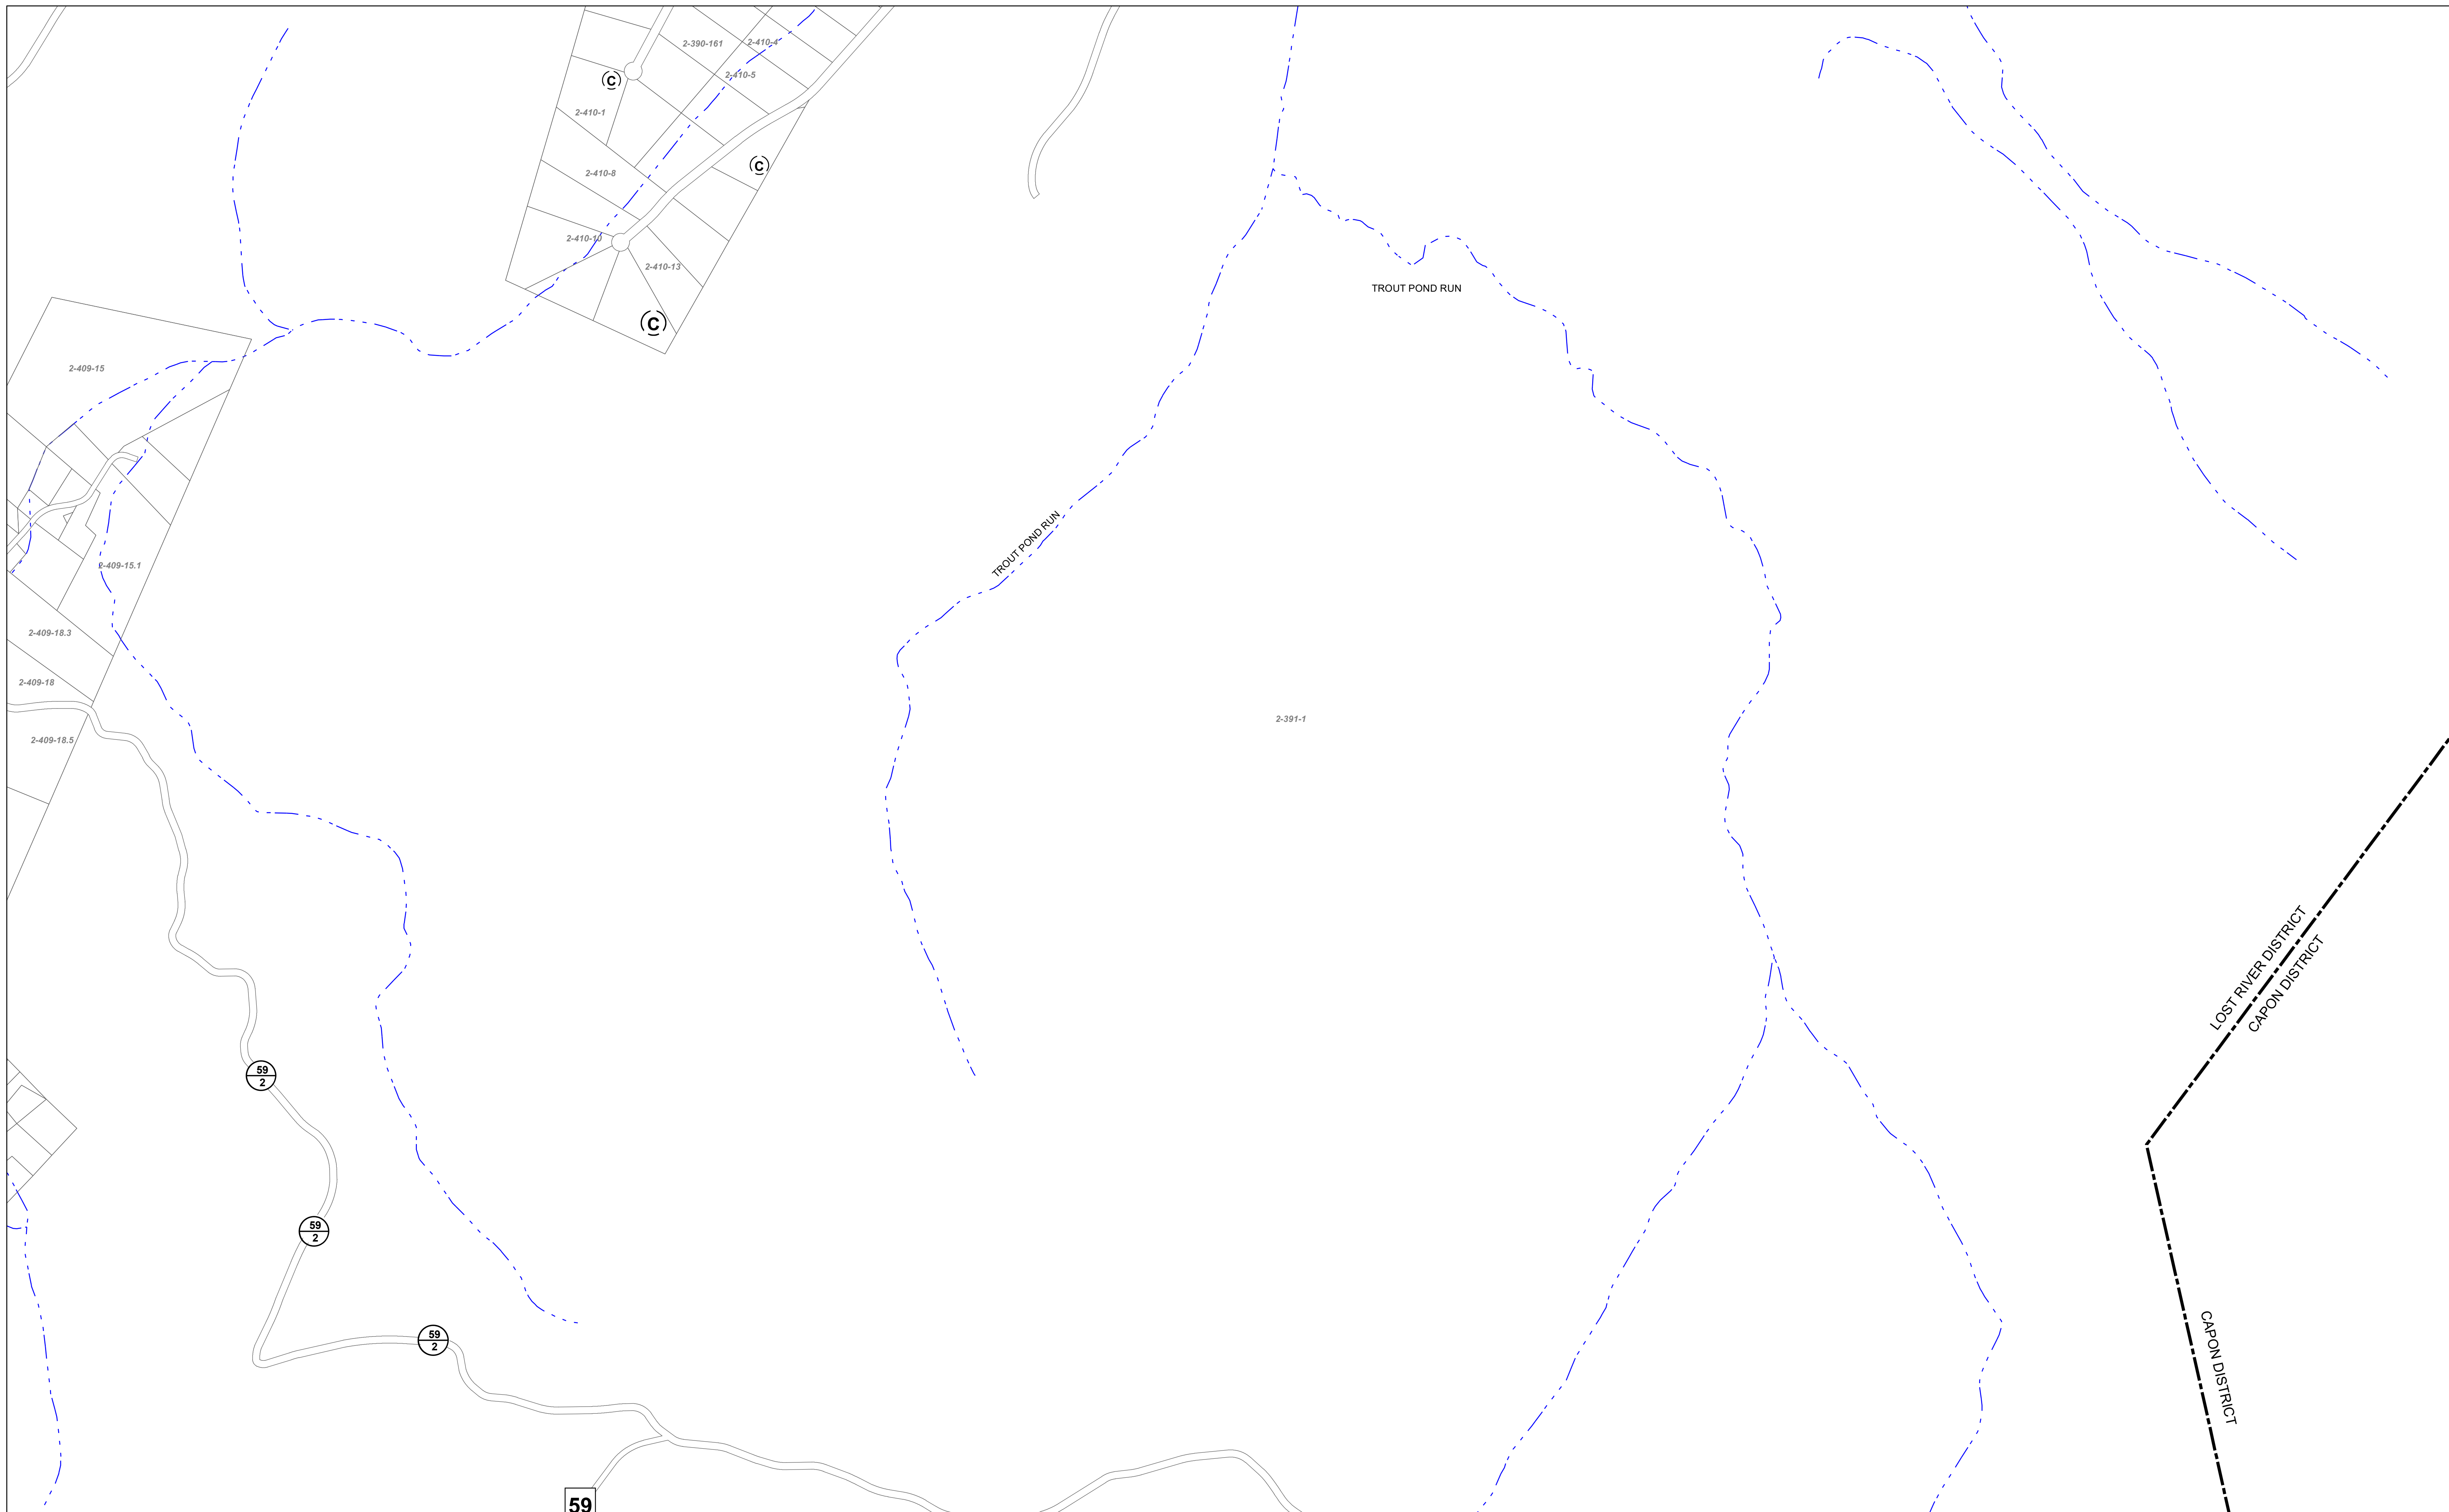 2-390-161
2-410-4
2-410-5
C
2-410-1
C
2-410-8
2-410-10
2-410-13
C
TROUT POND RUN
2-409-15
TROUT POND RUN
2-409-15.1
2-409-18.3
2-409-18
2-391-1
2-409-18.5
LOST RIVER DISTRICT
CAPON DISTRICT
59
2
59
2
59
2
CAPON DISTRICT
59